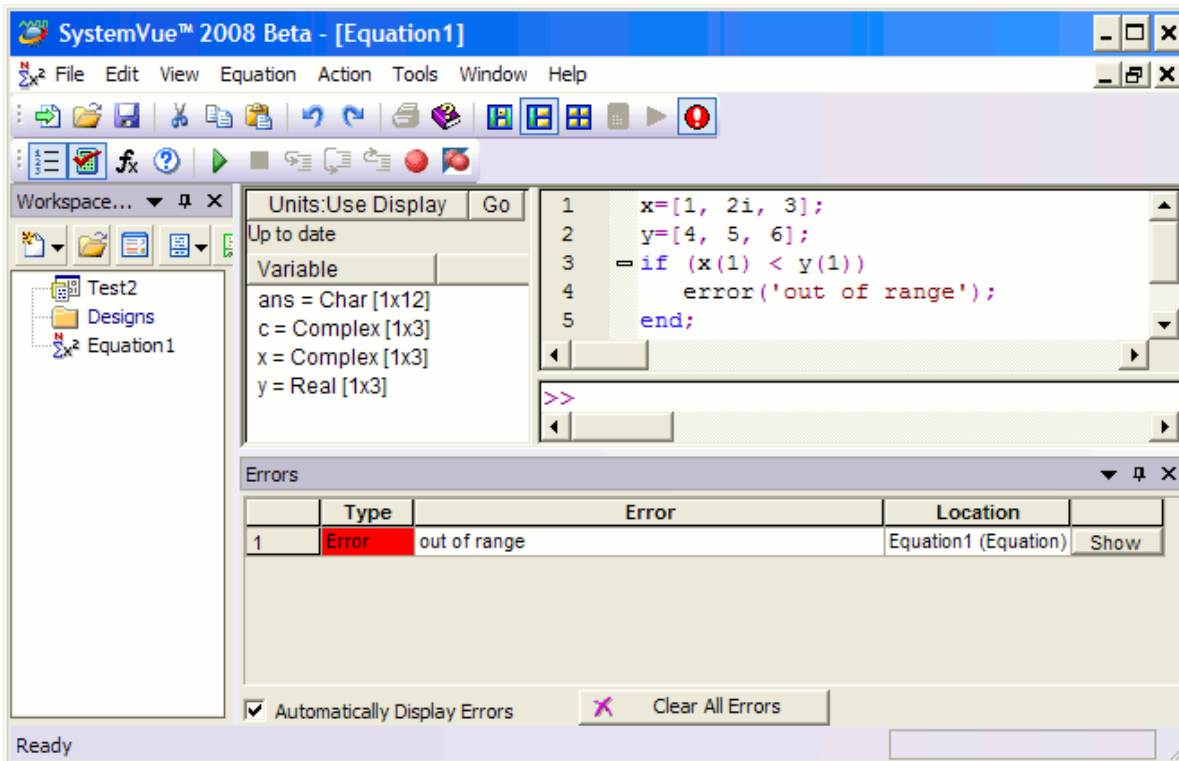 SystemVue™ 2008 Beta - [Equation1]
File Edit View Equation Action Tools Window Help
Workspace...
Test2
Designs
Equation1
Units:Use Display Go
Up to date
Variable
ans = Char [1x12]
c = Complex [1x3]
x = Complex [1x3]
y = Real [1x3]
1 x=[1, 2i, 3];
2 y=[4, 5, 6];
3 if (x(1) < y(1))
4 error('out of range');
5 end;
>>
Errors
Type Error Location
1 Error out of range Equation1 (Equation) Show
Automatically Display Errors Clear All Errors
Ready